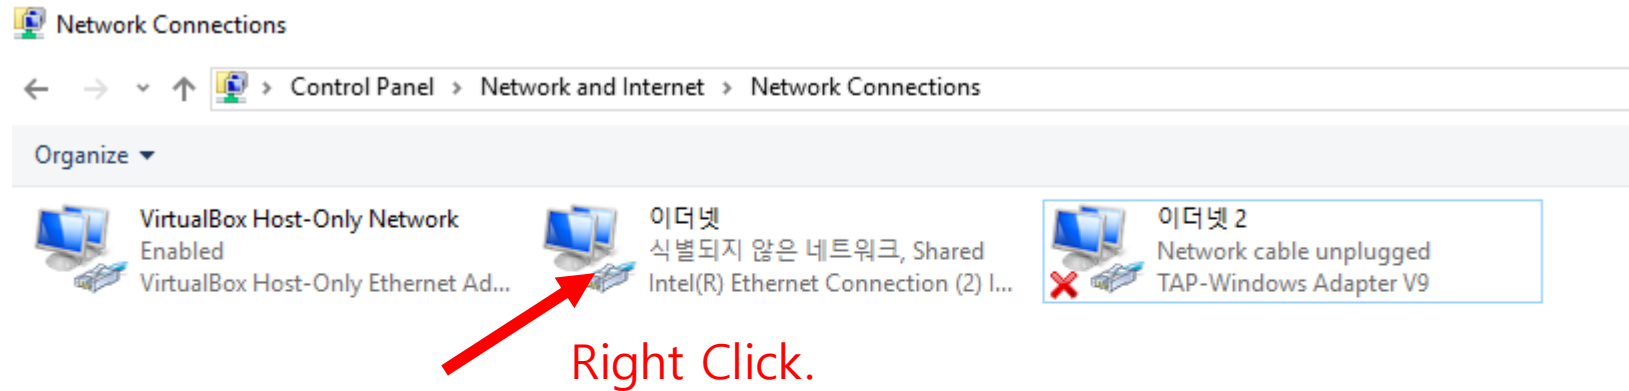 Network Connections
Control Panel > Network and Internet > Network Connections
Organize
VirtualBox Host-Only Network
Enabled
VirtualBox Host-Only Ethernet Ad...
이더넷
식별되지 않은 네트워크, Shared
Intel(R) Ethernet Connection (2) I...
이더넷 2
Network cable unplugged
TAP-Windows Adapter V9
Right Click.